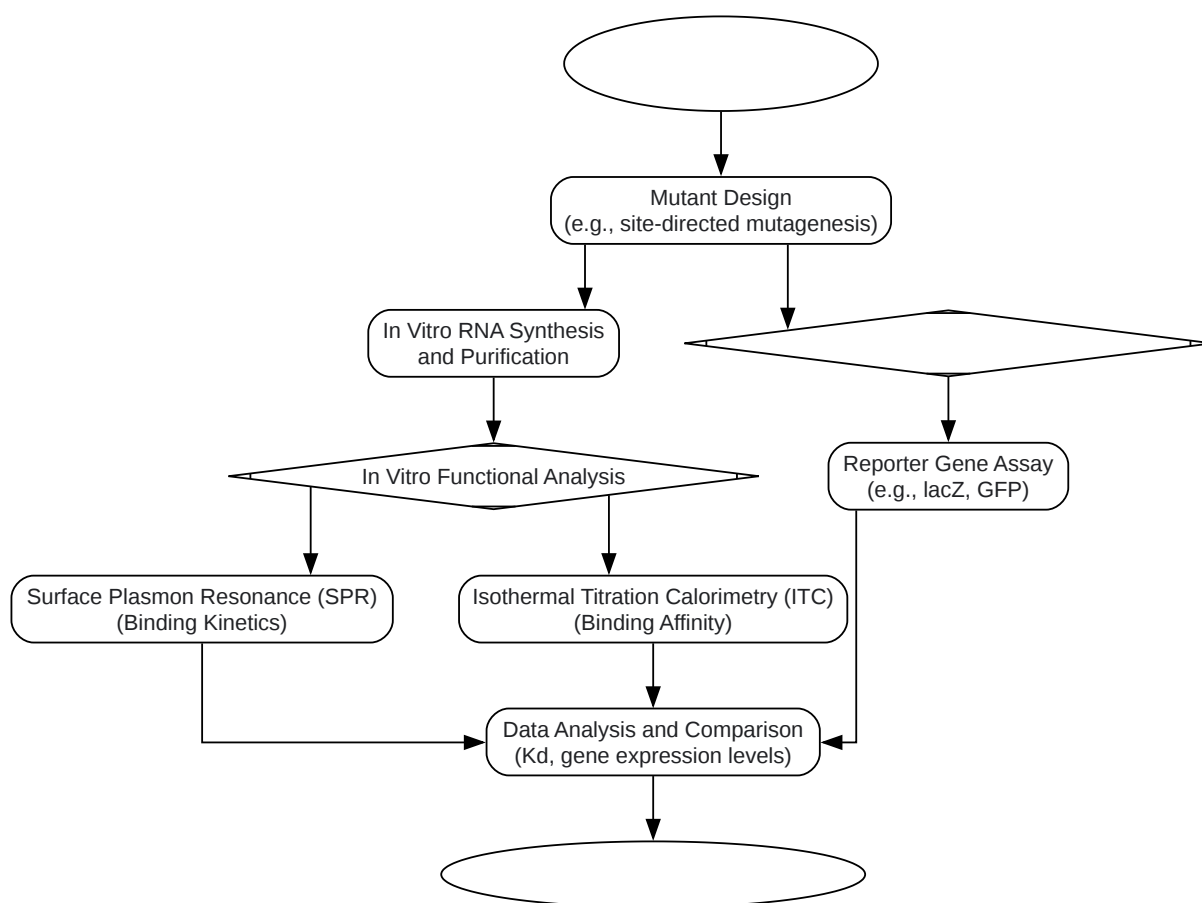 Mutant Design
(e.g., site-directed mutagenesis)
In Vitro RNA Synthesis
and Purification
In Vitro Functional Analysis
Reporter Gene Assay
(e.g., lacZ, GFP)
Surface Plasmon Resonance (SPR)
(Binding Kinetics)
Isothermal Titration Calorimetry (ITC)
(Binding Affinity)
Data Analysis and Comparison
(Kd, gene expression levels)